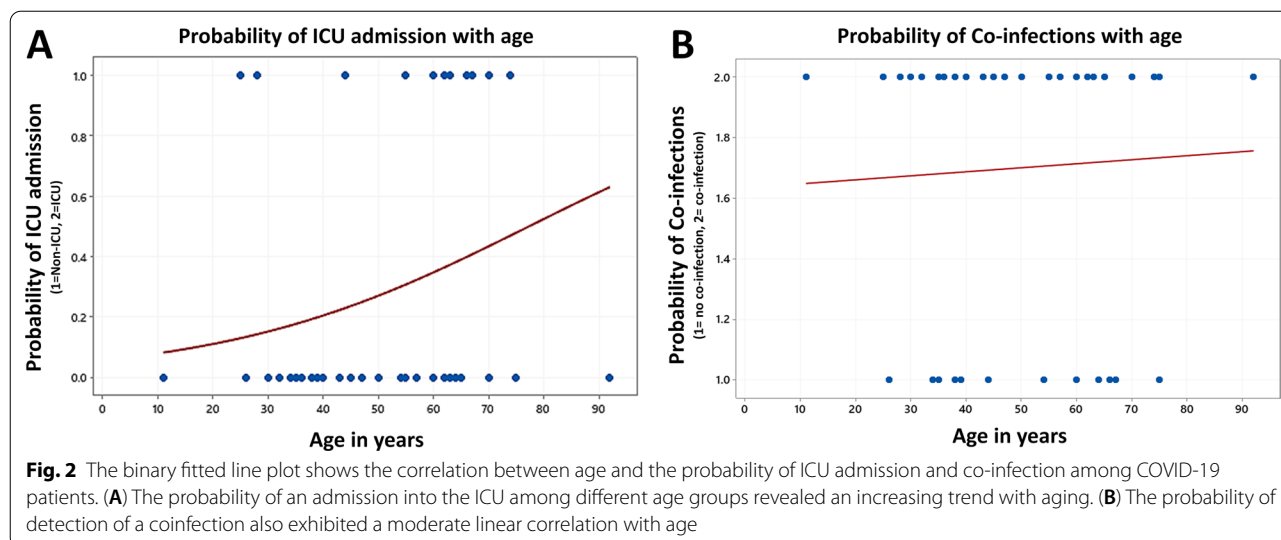 A
Probability of ICU admission with age
Probability of ICU admission
(1=Non-ICU, 2=ICU)
1.0
0.8
0.6
0.4
0.2
0.0
0 10 20 30 40 50 60 70 80 90
Age in years
B
Probability of Co-infections with age
Probability of Co-infections
(1= no co-infection, 2= co-infection)
2.0
1.8
1.6
1.4
1.2
1.0
0 10 20 30 40 50 60 70 80 90
Age in years
Fig. 2 The binary fitted line plot shows the correlation between age and the probability of ICU admission and co-infection among COVID-19
patients. (A) The probability of an admission into the ICU among different age groups revealed an increasing trend with aging. (B) The probability of
detection of a coinfection also exhibited a moderate linear correlation with age